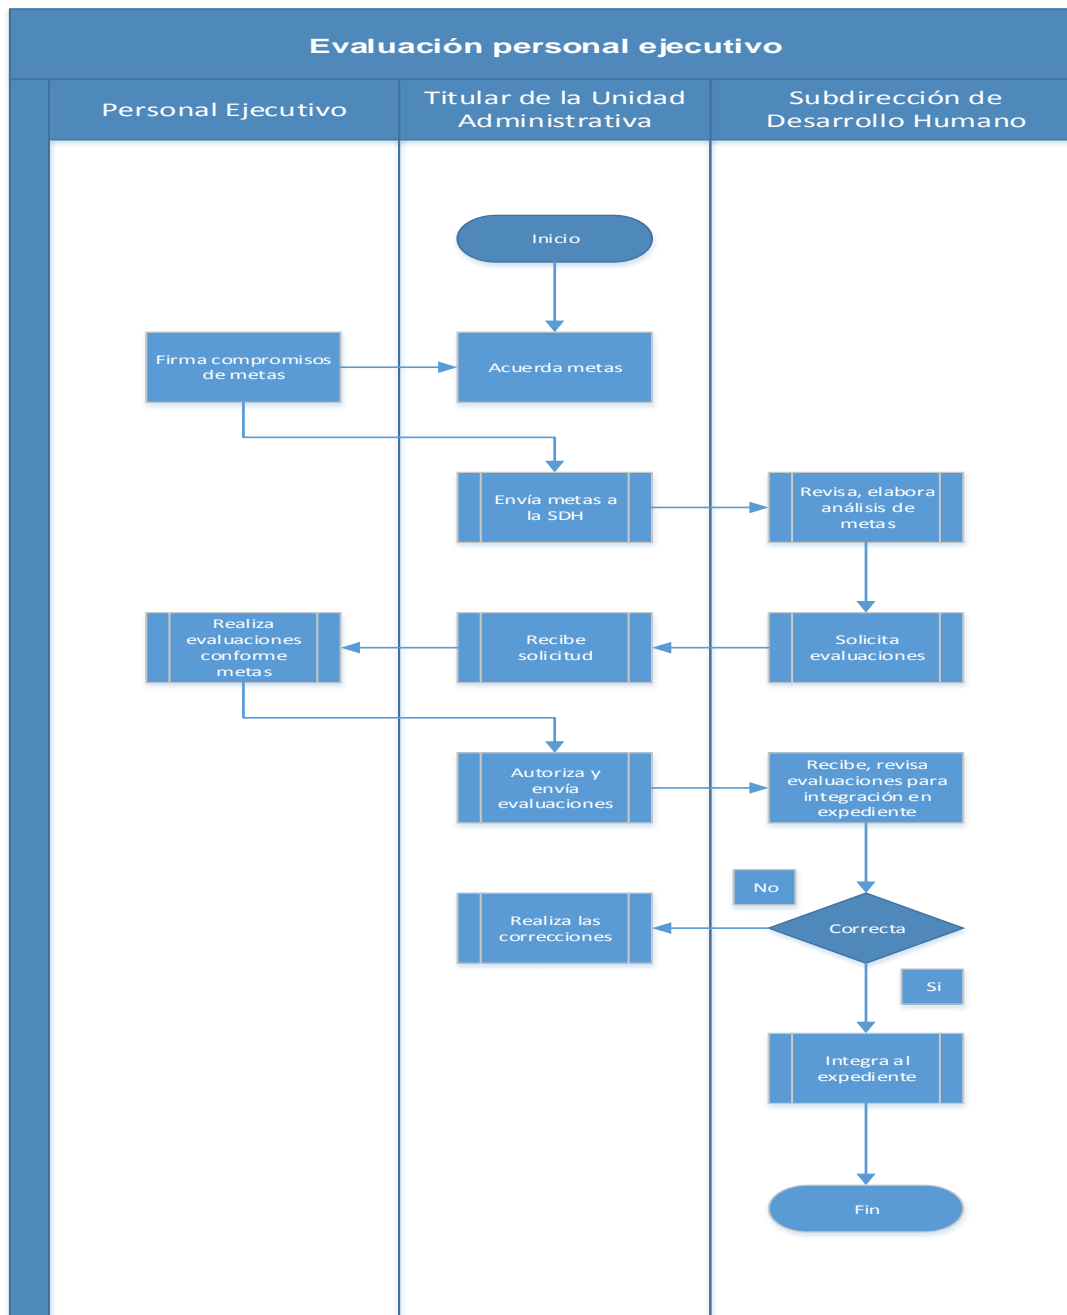 Evaluación personal ejecutivo
Personal Ejecutivo
Titular de la Unidad
Administrativa
Subdirección de
Desarrollo Humano
Inicio
Firma compromisos
de metas
Acuerda metas
Envía metas a
la SDH
Revisa, elabora
análisis de
metas
Realiza
evaluaciones
conforme
metas
Recibe
solicitud
Solicita
evaluaciones
Autoriza y
envía
evaluaciones
Recibe, revisa
evaluaciones para
integración en
expediente
No
Realiza las
correcciones
Correcta
Si
Integra al
expediente
Fin